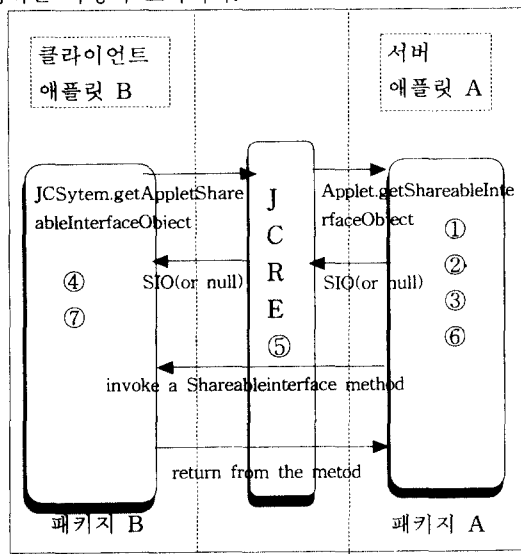 클라이언트
애플릿 B
서버
애플릿 A
JCSytem.getAppletShare
ableInterfaceObject
J
C
R
E
⑤
Applet.getShareableInte
rfaceObject
①
②
③
⑥
④
⑦
SIO(or null)
SIO(or null)
invoke a Shareableinterface method
return from the metod
패키지 B
패키지 A